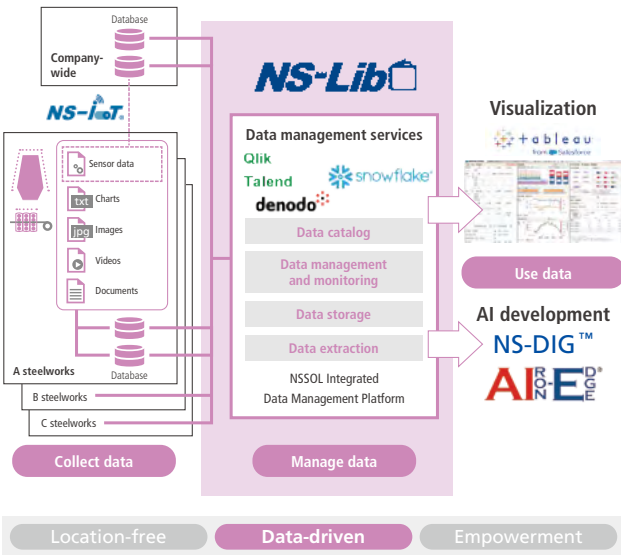 Database
Company-
wide
NS-IoT.
Sensor data
txt Charts
jpg Images
Videos
Documents
Database
A steelworks
B steelworks
C steelworks
Collect data
NS-Lib
Data management services
Qlik
Talend
snowflake®
denodo
Data catalog
Data management
and monitoring
Data storage
Data extraction
NSSOL Integrated
Data Management Platform
Manage data
Visualization
+tableau
from Salesforce
Use data
AI development
NS-DIG™
AIRON-EDGE
Location-free
Data-driven
Empowerment